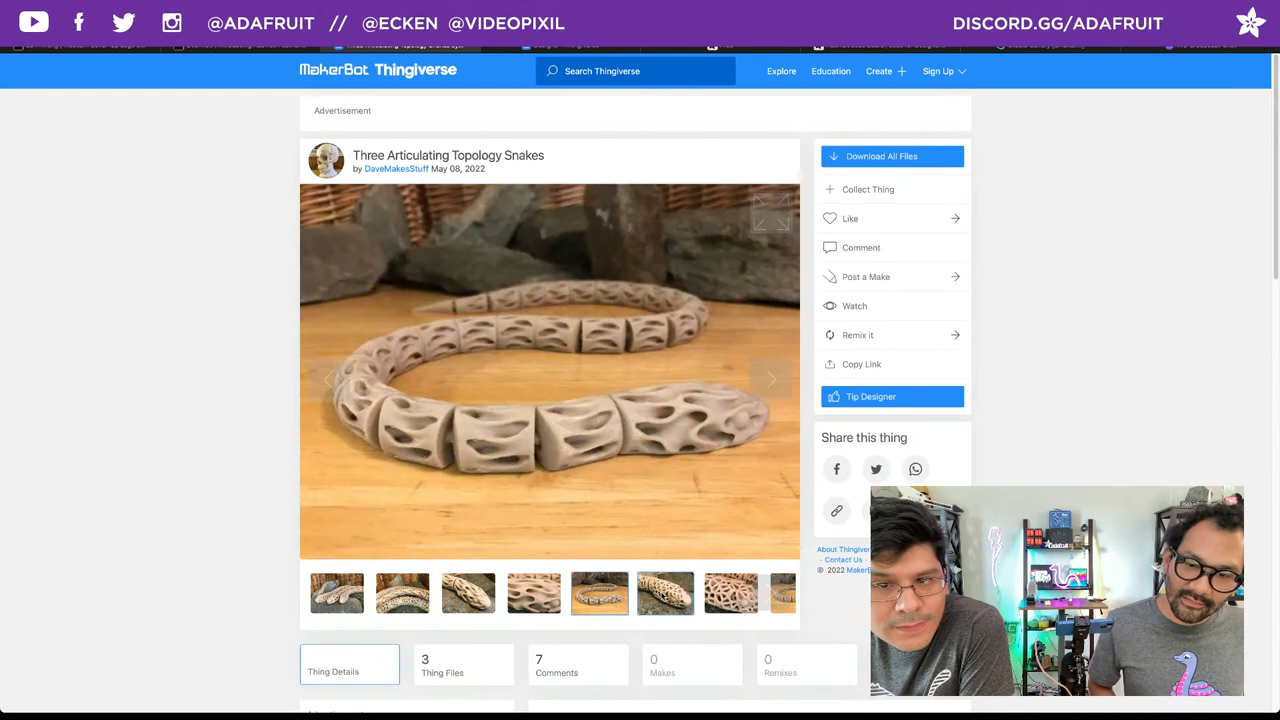 @ADAFRUIT // @ECKEN @VIDEOPIXIL
DISCORD.GG/ADAFRUIT
MakerBot Thingiverse
Search Thingiverse
Explore
Education
Create
Sign Up
Advertisement
Three Articulating Topology Snakes
by DaveMakesStuff May 08, 2022
Download All Files
Collect Thing
Like
Comment
Post a Make
Watch
Remix it
Copy Link
Tip Designer
Share this thing
About Thingiver
· Contact Us ·
© 2022 MakerB
Thing Details
3
Thing Files
7
Comments
0
Makes
0
Remixes